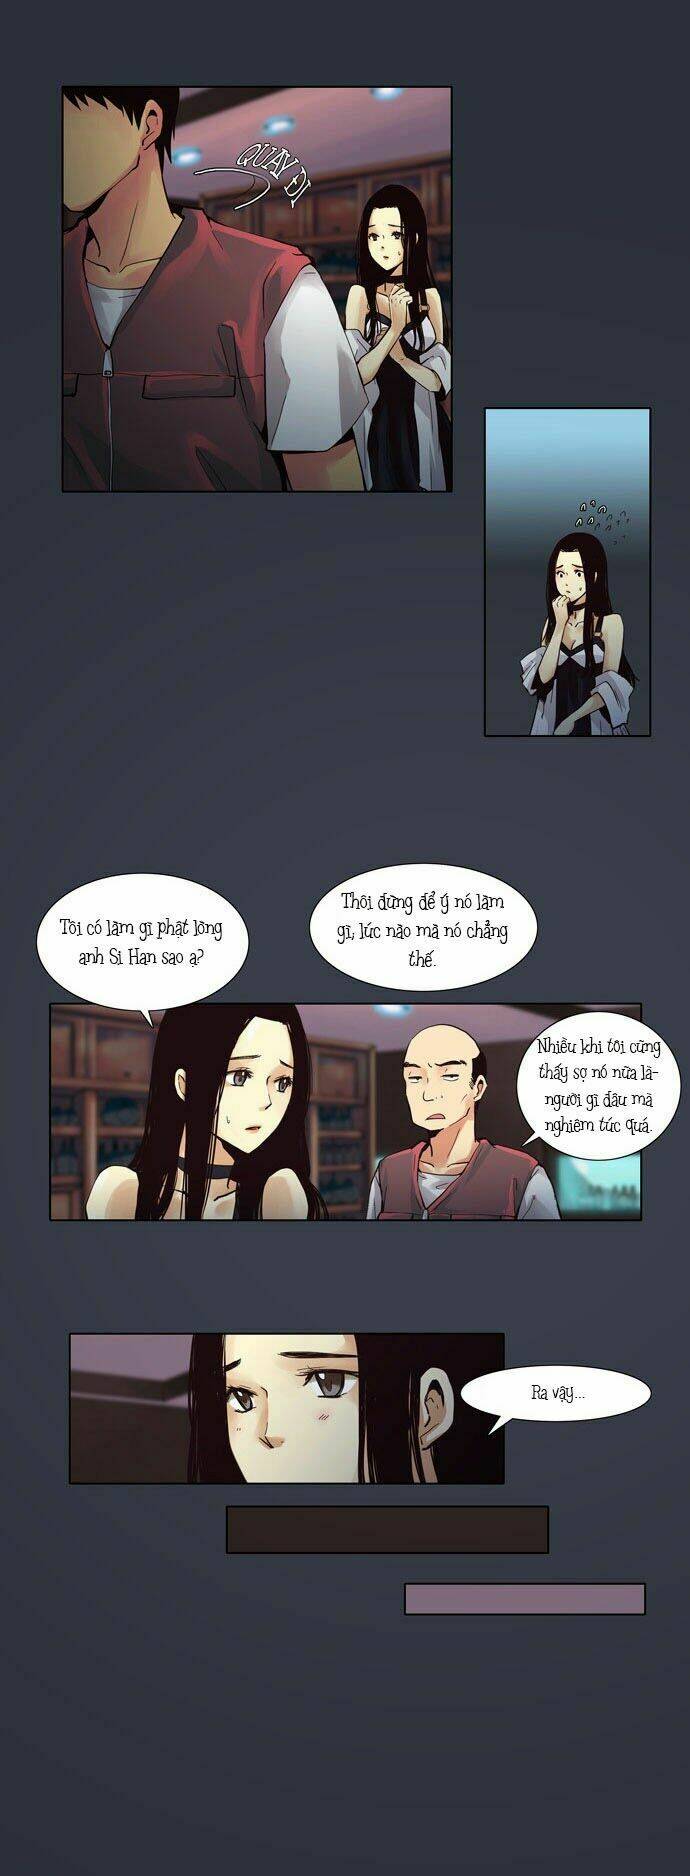 QUAY ĐI
Tôi có làm gì phật lòng
anh Si Han sao ạ?
Thôi đừng để ý nó làm
gì, lúc nào mà nó chẳng
thế.
Nhiều khi tôi cũng
thấy sợ nó nữa là-
người gì đâu mà
nghiêm túc quá.
Ra vậy...